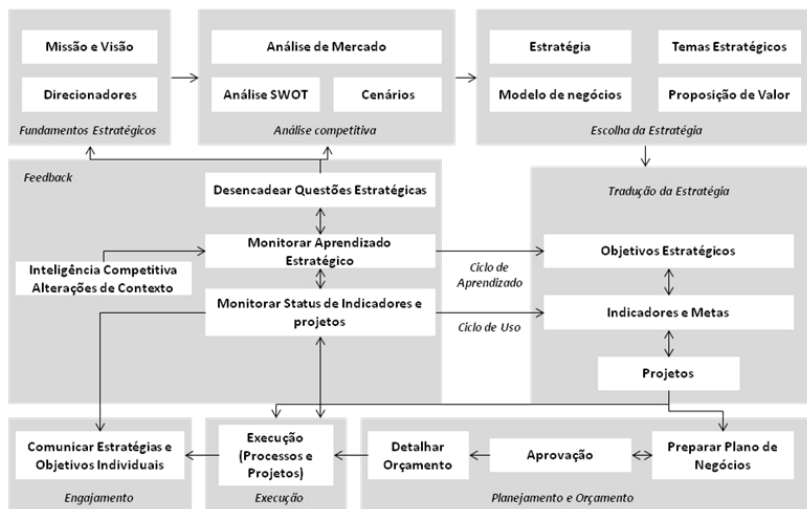 Missão e Visão
Direcionadores
Fundamentos Estratégicos
Análise de Mercado
Análise SWOT
Cenários
Análise competitiva
Estratégia
Temas Estratégicos
Modelo de negócios
Proposição de Valor
Escolha da Estratégia
Feedback
Desencadear Questões Estratégicas
Monitorar Aprendizado
Estratégico
Inteligência Competitiva
Alterações de Contexto
Monitorar Status de Indicadores e
projetos
Ciclo de
Aprendizado
Ciclo de Uso
Tradução da Estratégia
Objetivos Estratégicos
Indicadores e Metas
Projetos
Comunicar Estratégias e
Objetivos Individuais
Engajamento
Execução
(Processos e
Projetos)
Execução
Detalhar
Orçamento
Aprovação
Preparar Plano de
Negócios
Planejamento e Orçamento